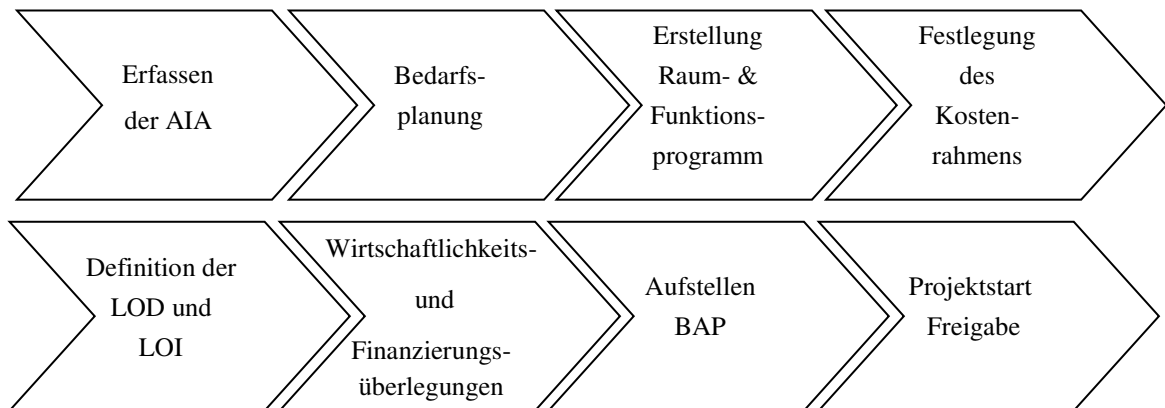 Erfassen
der AIA
Bedarfs-
planung
Erstellung
Raum- &
Funktions-
programm
Festlegung
des
Kosten-
rahmens
Definition der
LOD und
LOI
Wirtschaftlichkeits-
und
Finanzierungs-
überlegungen
Aufstellen
BAP
Projektstart
Freigabe